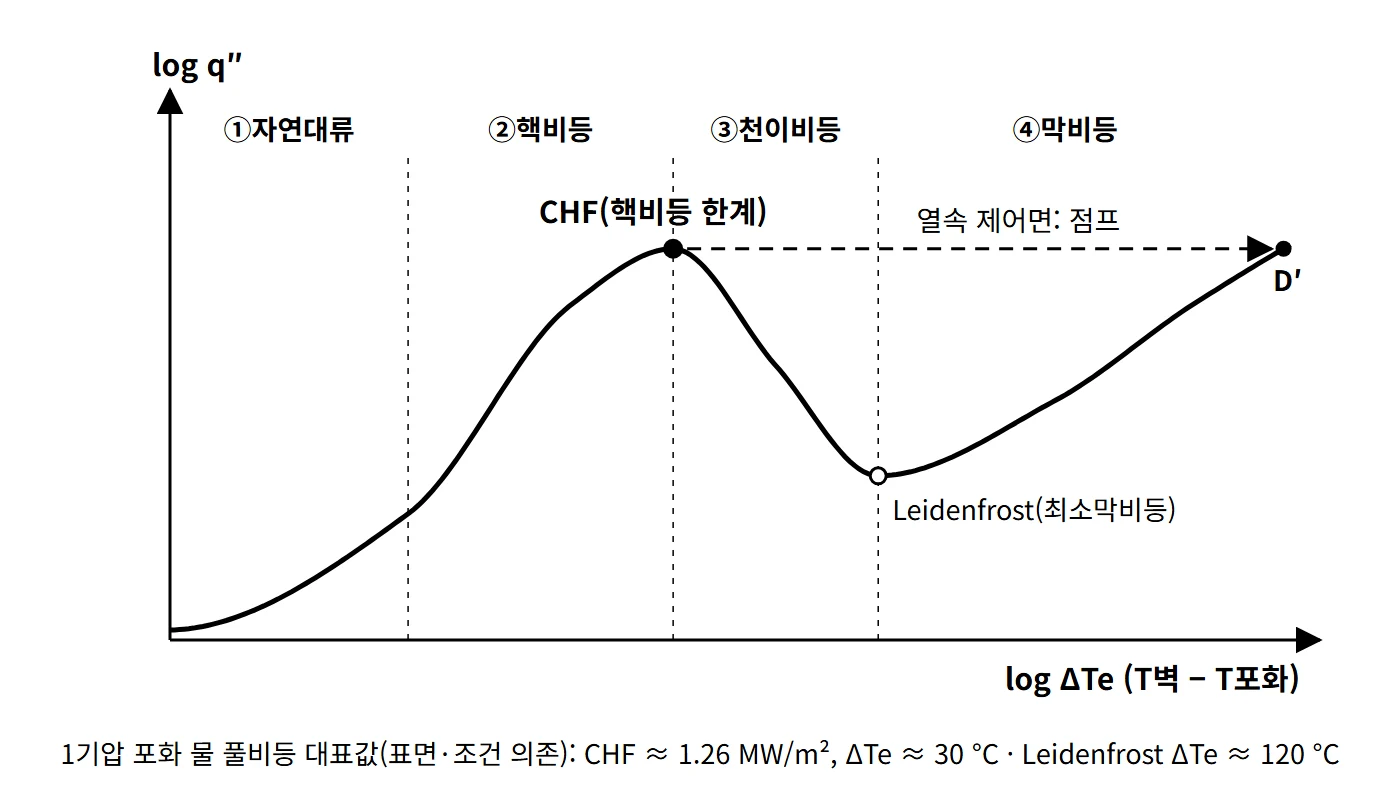 log q″
①자연대류
②핵비등
③천이비등
④막비등
CHF(핵비등 한계)
열속 제어면: 점프
D′
Leidenfrost(최소막비등)
log ΔTe (T벽 − T포화)
1기압 포화 물 풀비등 대표값(표면·조건 의존): CHF ≈ 1.26 MW/m², ΔTe ≈ 30 °C · Leidenfrost ΔTe ≈ 120 °C